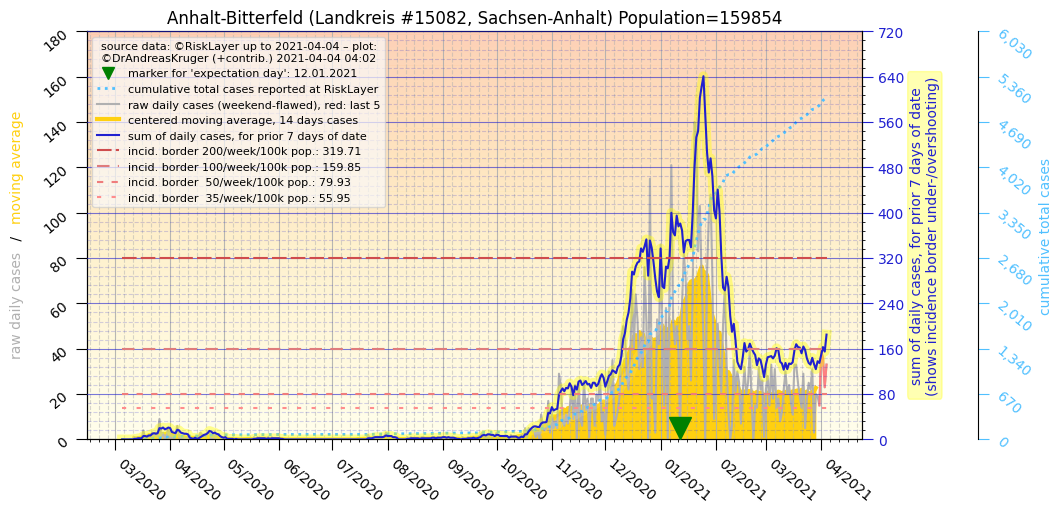 Anhalt-Bitterfeld (Landkreis #15082, Sachsen-Anhalt) Population=159854
source data: ©RiskLayer up to 2021-04-04 – plot:
©DrAndreasKruger (+contrib.) 2021-04-04 04:02
marker for 'expectation day': 12.01.2021
cumulative total cases reported at RiskLayer
raw daily cases (weekend-flawed), red: last 5
centered moving average, 14 days cases
sum of daily cases, for prior 7 days of date
incid. border 200/week/100k pop.: 319.71
incid. border 100/week/100k pop.: 159.85
incid. border  50/week/100k pop.: 79.93
incid. border  35/week/100k pop.: 55.95
raw daily cases  /  moving average
180
160
140
120
100
80
60
40
20
0
03/2020
04/2020
05/2020
06/2020
07/2020
08/2020
09/2020
10/2020
11/2020
12/2020
01/2021
02/2021
03/2021
04/2021
720
640
560
480
400
320
240
160
80
0
sum of daily cases, for prior 7 days of date
(shows incidence border under-/overshooting)
6,030
5,360
4,690
4,020
3,350
2,680
2,010
1,340
670
0
cumulative total cases